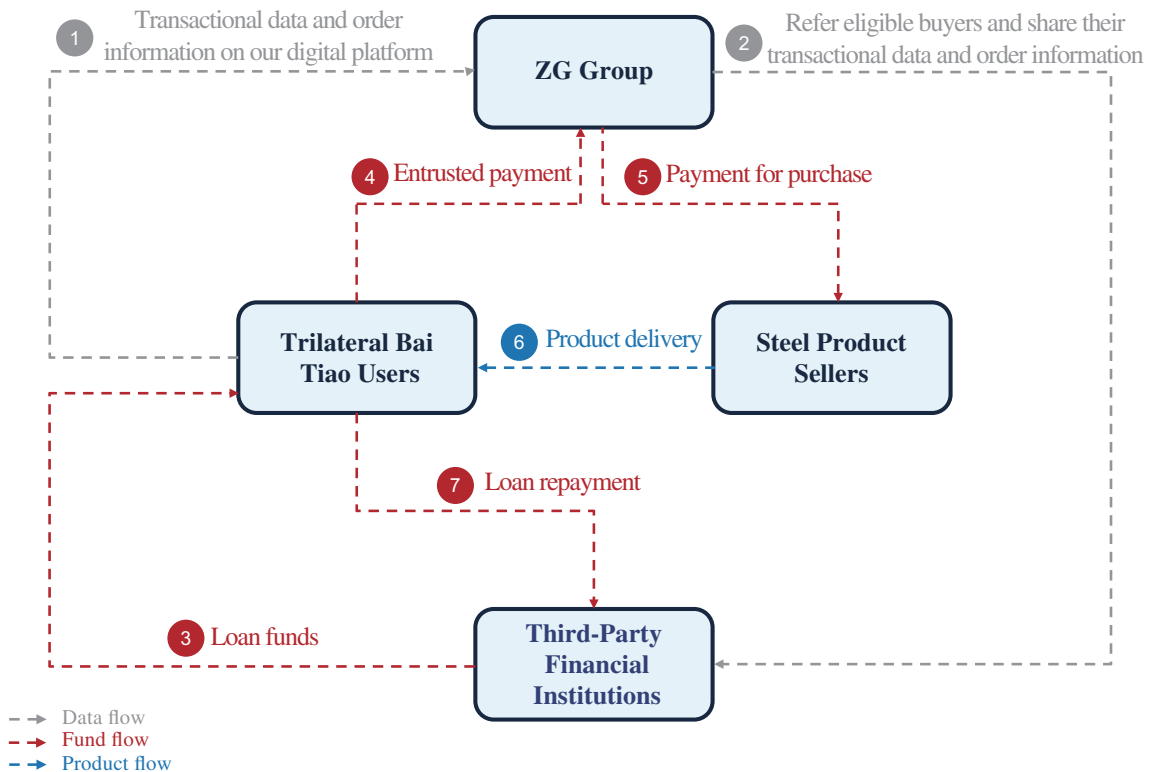 1
Transactional data and order
information on our digital platform
ZG Group
2
Refer eligible buyers and share their
transactional data and order information
4
Entrusted payment
5
Payment for purchase
Trilateral Bai
Tiao Users
6
Product delivery
Steel Product
Sellers
7
Loan repayment
3
Loan funds
Third-Party
Financial
Institutions
Data flow
Fund flow
Product flow